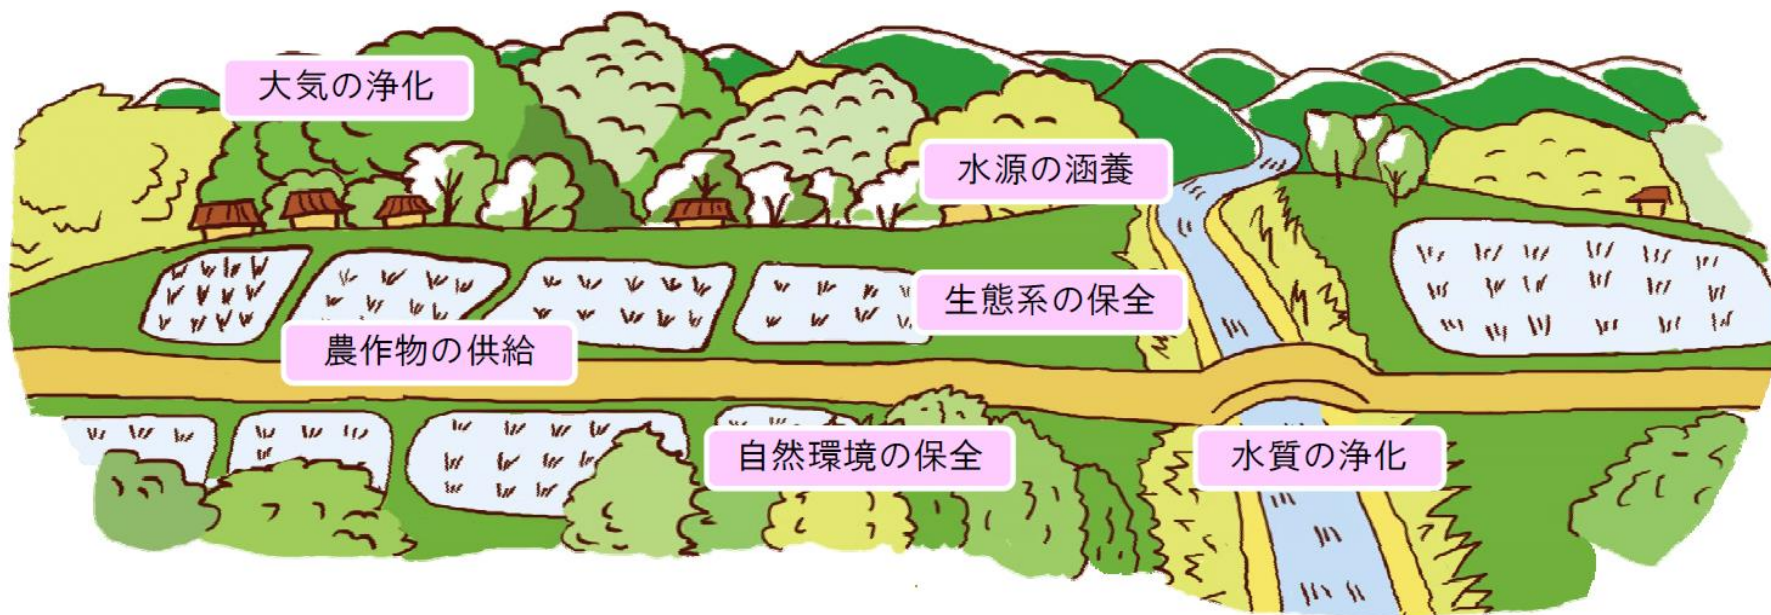 大気の浄化
水源の涵養
生態系の保全
農作物の供給
自然環境の保全
水質の浄化